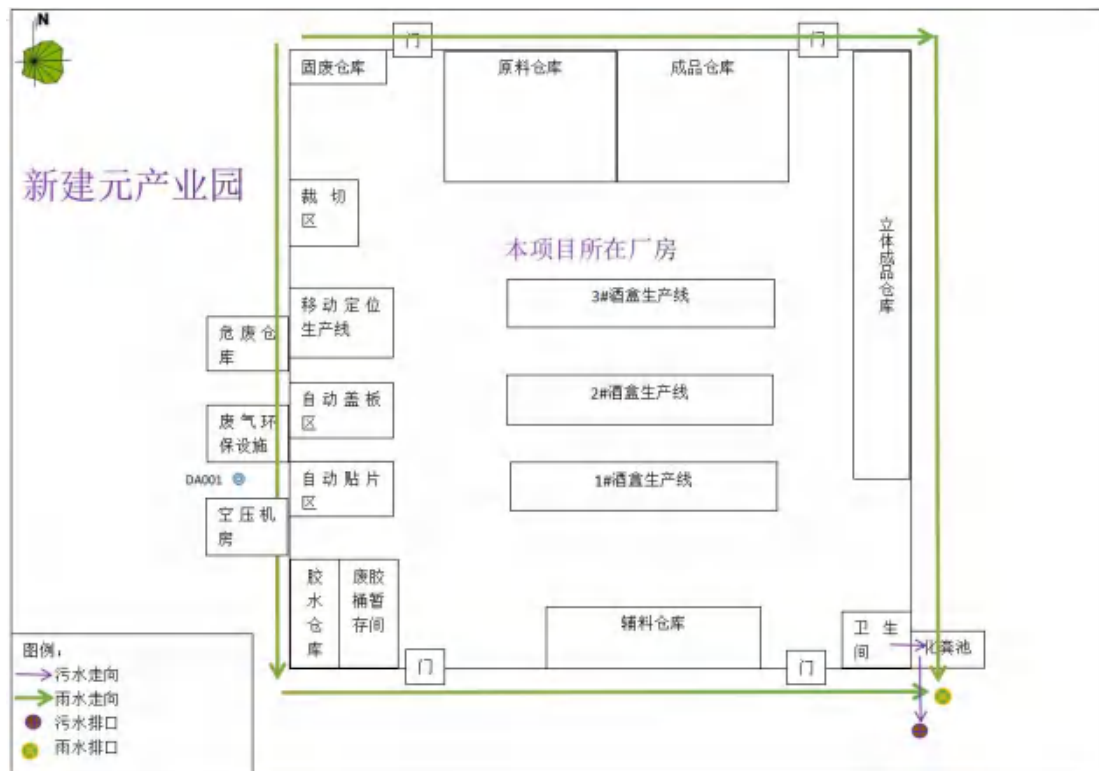 N
门
门
固废仓库
原料仓库
成品仓库
新建元产业园
裁切
区
立体成品仓库
本项目所在厂房
移动定位
生产线
3#酒盒生产线
危废仓
库
自动盖板
区
2#酒盒生产线
废气环
保设施
DA001
自动贴片
区
1#酒盒生产线
空压机
房
胶水仓库
废胶
桶暂
存间
辅料仓库
卫生
间
化粪池
门
门
图例：
污水走向
雨水走向
污水排口
雨水排口